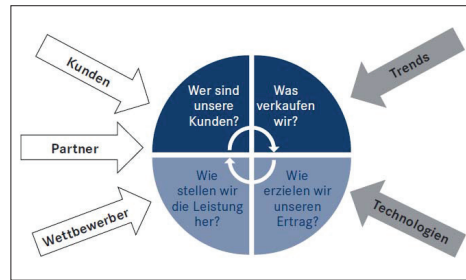 Kunden
Partner
Wettbewerber
Wer sind
unsere
Kunden?
Was
verkaufen
wir?
Wie
stellen wir
die Leistung
her?
Wie
erzielen wir
unseren
Ertrag?
Trends
Technologien